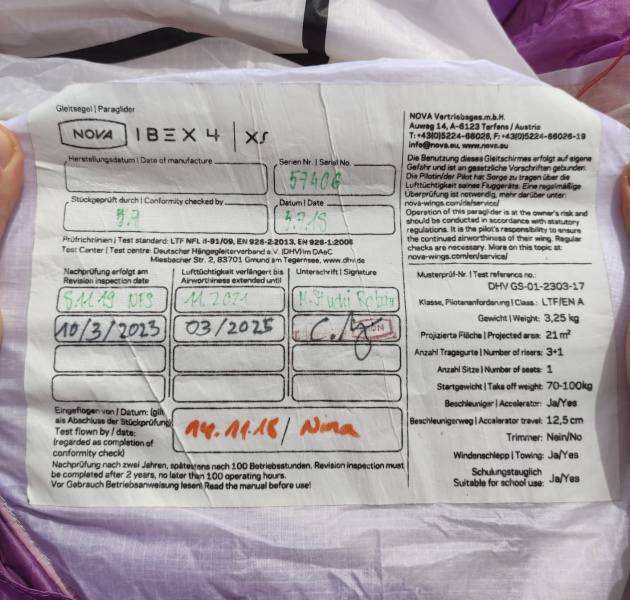 Gleitsegel | Paraglider
NOVA IBEX 4 | XS
Herstellungsdatum | Date of manufacture
Serien Nr. | Serial No.
57406
Stückgeprüft durch | Conformity checked by
Datum | Date
Prüfrichtlinien | Test standard: LTF NFL II-91/09, EN 926-2:2013, EN 926-1:2006
Test Center | Test centre: Deutscher Hängegleiterverband e.V. (DHV) im DAeC
Miesbacher Str. 2, 83701 Gmund am Tegernsee, www.dhv.de
Nachprüfung erfolgt am
Revision inspection date
Lufttüchtigkeit verlängert bis
Airworthiness extended until
Unterschrift | Signature
11.2021
10/3/2023 03/2025
Eingeflogen von / Datum: (gilt
als Abschluss der Stückprüfung)
Test flown by / date:
(regarded as completion of
conformity check)
14.11.18 / Nina
Nachprüfung nach zwei Jahren, spätestens nach 100 Betriebsstunden. Revision inspection must
be completed after 2 years, no later than 100 operating hours.
Vor Gebrauch Betriebsanweisung lesen! Read the manual before use!
NOVA Vertriebsges.m.b.H.
Auweg 14, A-6123 Terfens / Austria
T: +43(0)5224-66026, F: +43(0)5224-66026-19
info@nova.eu, www.nova.eu
Die Benutzung dieses Gleitschirmes erfolgt auf eigene
Gefahr und ist an gesetzliche Vorschriften gebunden.
Die Pilotin/der Pilot hat Sorge zu tragen über die
Lufttüchtigkeit seines Fluggeräts. Eine regelmäßige
Überprüfung ist notwendig, mehr darüber unter:
nova-wings.com/de/service/
Operation of this paraglider is at the owner's risk and
should be conducted in accordance with statutory
regulations. It is the pilot's responsibility to ensure
the continued airworthiness of their wing. Regular
checks are necessary. More on this topic at:
nova-wings.com/en/service/
Musterprüf-Nr. | Test reference no.:
DHV GS-01-2303-17
Klasse, Pilotenanforderung | Class.: LTF/EN A
Gewicht | Weight: 3,25 kg
Projizierte Fläche | Projected area: 21 m²
Anzahl Tragegurte | Number of risers: 3+1
Anzahl Sitze | Number of seats: 1
Startgewicht | Take off weight: 70-100kg
Beschleuniger | Accelerator: Ja/Yes
Beschleunigerweg | Accelerator travel: 12,5 cm
Trimmer: Nein/No
Windenschlepp | Towing: Ja/Yes
Schulungstauglich
Suitable for school use: Ja/Yes